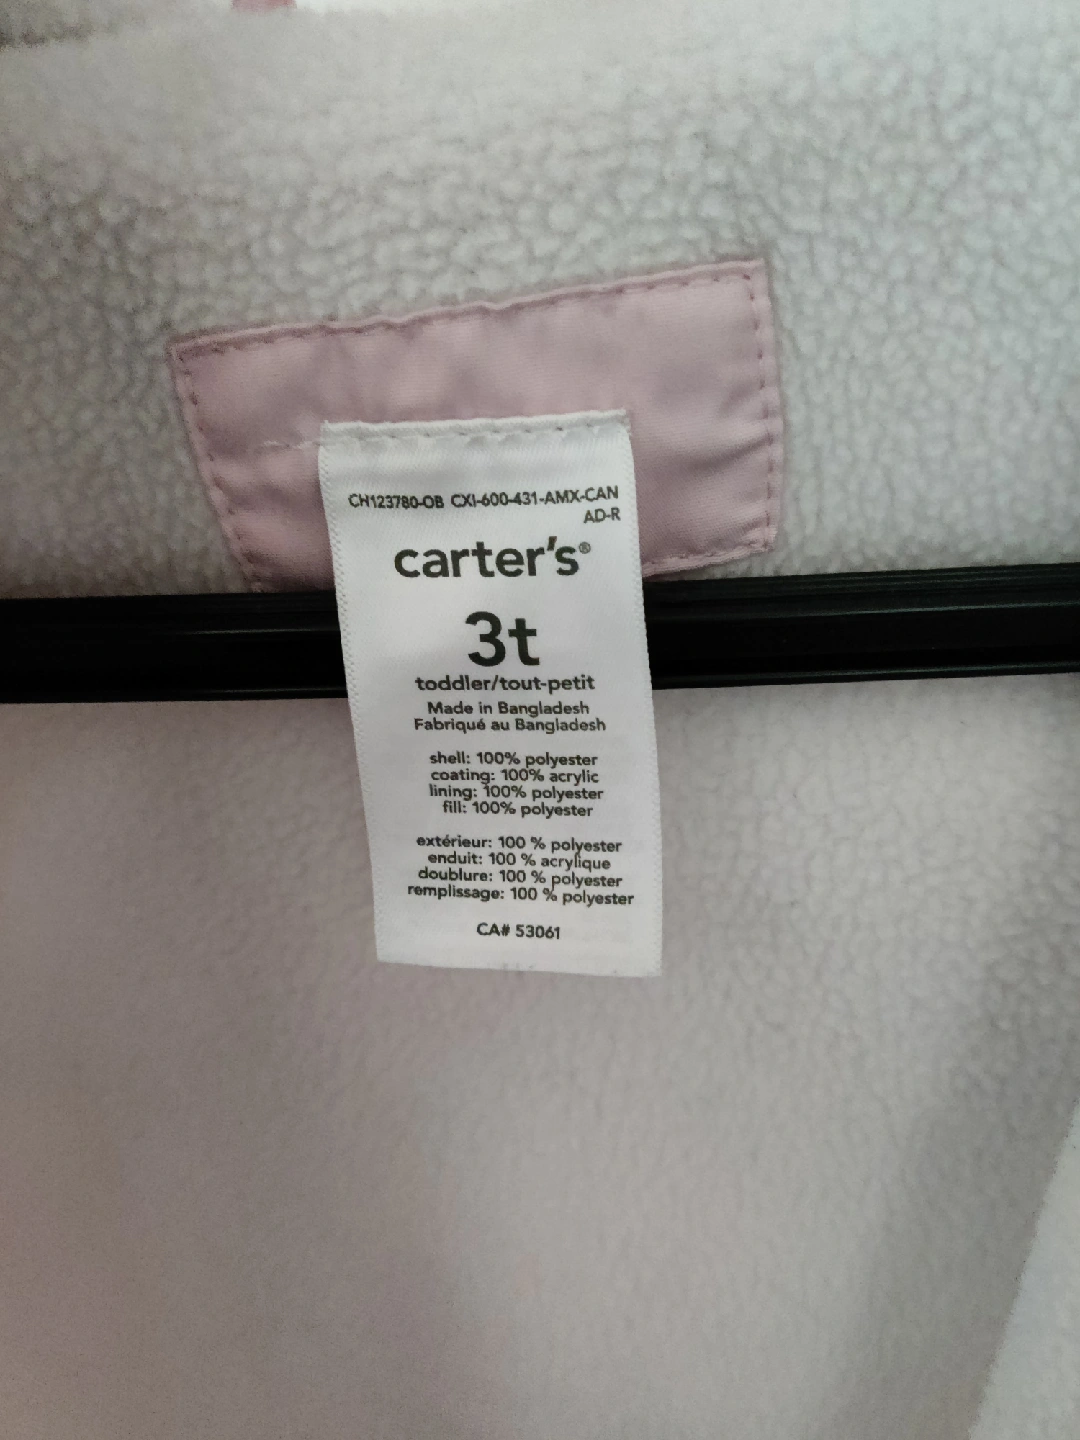 CH123780-OB CXI-600-431-AMX-CAN
AD-R
carter's®
3t
toddler/tout-petit
Made in Bangladesh
Fabriqué au Bangladesh
shell: 100% polyester
coating: 100% acrylic
lining: 100% polyester
fill: 100% polyester
extérieur: 100 % polyester
enduit: 100 % acrylique
doublure: 100 % polyester
remplissage: 100 % polyester
CA# 53061